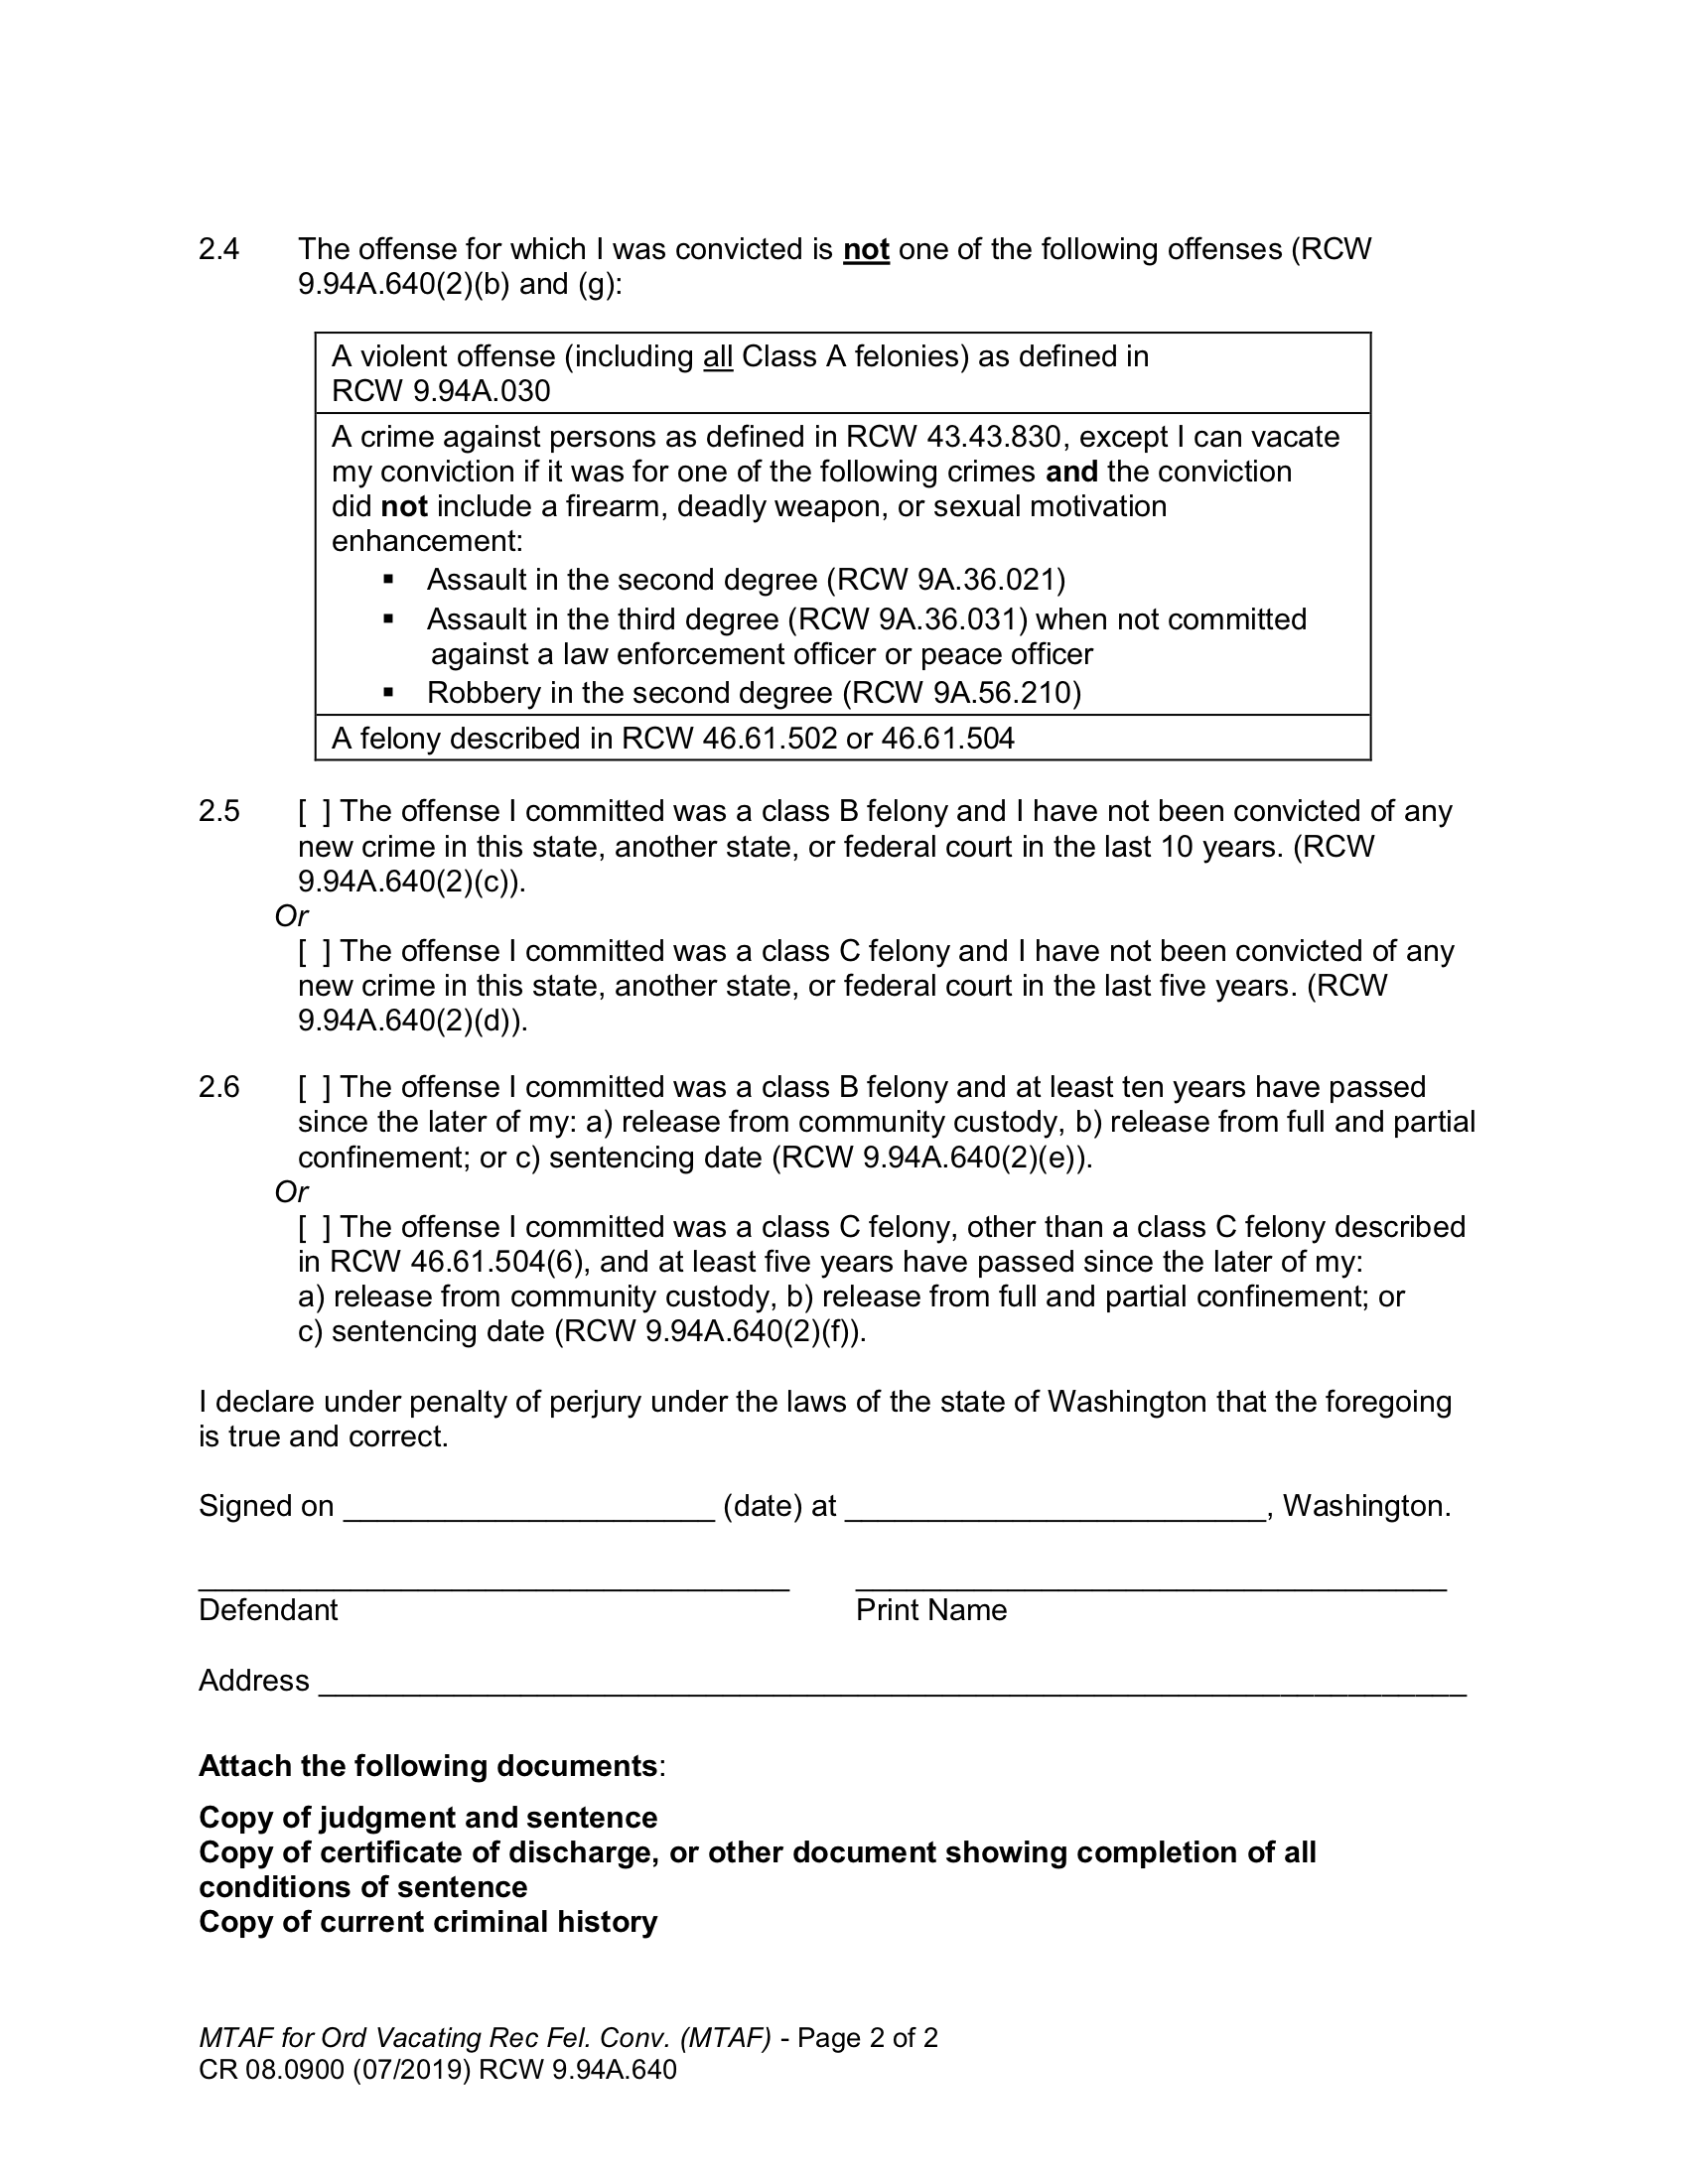 2.4 The offense for which I was convicted is not one of the following offenses (RCW
9.94A.640(2)(b) and (g):
A violent offense (including all Class A felonies) as defined in
RCW 9.94A.030
A crime against persons as defined in RCW 43.43.830, except I can vacate
my conviction if it was for one of the following crimes and the conviction
did not include a firearm, deadly weapon, or sexual motivation
enhancement:
▪ Assault in the second degree (RCW 9A.36.021)
▪ Assault in the third degree (RCW 9A.36.031) when not committed
against a law enforcement officer or peace officer
▪ Robbery in the second degree (RCW 9A.56.210)
A felony described in RCW 46.61.502 or 46.61.504
2.5 [ ] The offense I committed was a class B felony and I have not been convicted of any
new crime in this state, another state, or federal court in the last 10 years. (RCW
9.94A.640(2)(c)).
Or
[ ] The offense I committed was a class C felony and I have not been convicted of any
new crime in this state, another state, or federal court in the last five years. (RCW
9.94A.640(2)(d)).
2.6 [ ] The offense I committed was a class B felony and at least ten years have passed
since the later of my: a) release from community custody, b) release from full and partial
confinement; or c) sentencing date (RCW 9.94A.640(2)(e)).
Or
[ ] The offense I committed was a class C felony, other than a class C felony described
in RCW 46.61.504(6), and at least five years have passed since the later of my:
a) release from community custody, b) release from full and partial confinement; or
c) sentencing date (RCW 9.94A.640(2)(f)).
I declare under penalty of perjury under the laws of the state of Washington that the foregoing
is true and correct.
Signed on ______________________ (date) at _________________________, Washington.
Defendant Print Name
Address ____________________________________________________________________
Attach the following documents:
Copy of judgment and sentence
Copy of certificate of discharge, or other document showing completion of all
conditions of sentence
Copy of current criminal history
MTAF for Ord Vacating Rec Fel. Conv. (MTAF) - Page 2 of 2
CR 08.0900 (07/2019) RCW 9.94A.640